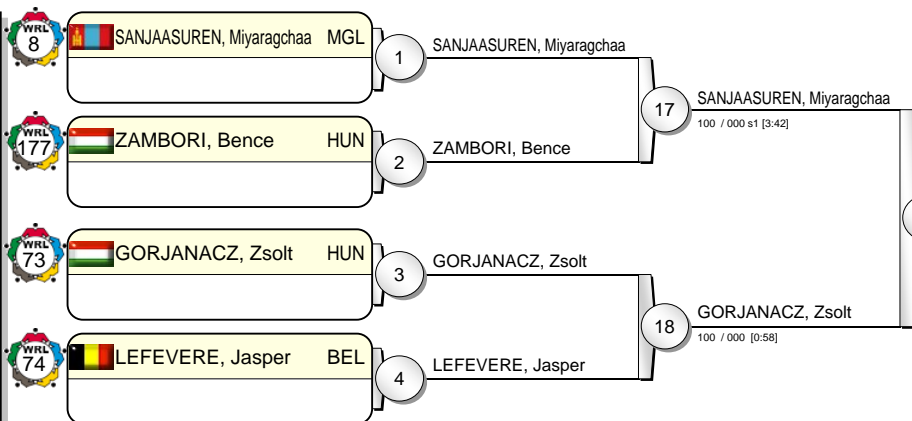 WRL
8
SANJAASUREN, Miyaragchaa MGL
1
SANJAASUREN, Miyaragchaa
17
SANJAASUREN, Miyaragchaa
100 / 000 s1 [3:42]
WRL
177
ZAMBORI, Bence HUN
2
ZAMBORI, Bence
WRL
73
GORJANACZ, Zsolt HUN
3
GORJANACZ, Zsolt
18
GORJANACZ, Zsolt
100 / 000 [0:58]
WRL
74
LEFEVERE, Jasper BEL
4
LEFEVERE, Jasper